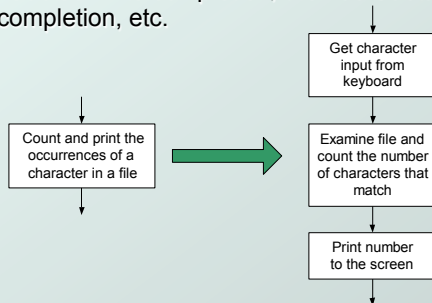 completion, etc.
Get character
input from
keyboard
Count and print the
occurrences of a
character in a file
Examine file and
count the number
of characters that
match
Print number
to the screen